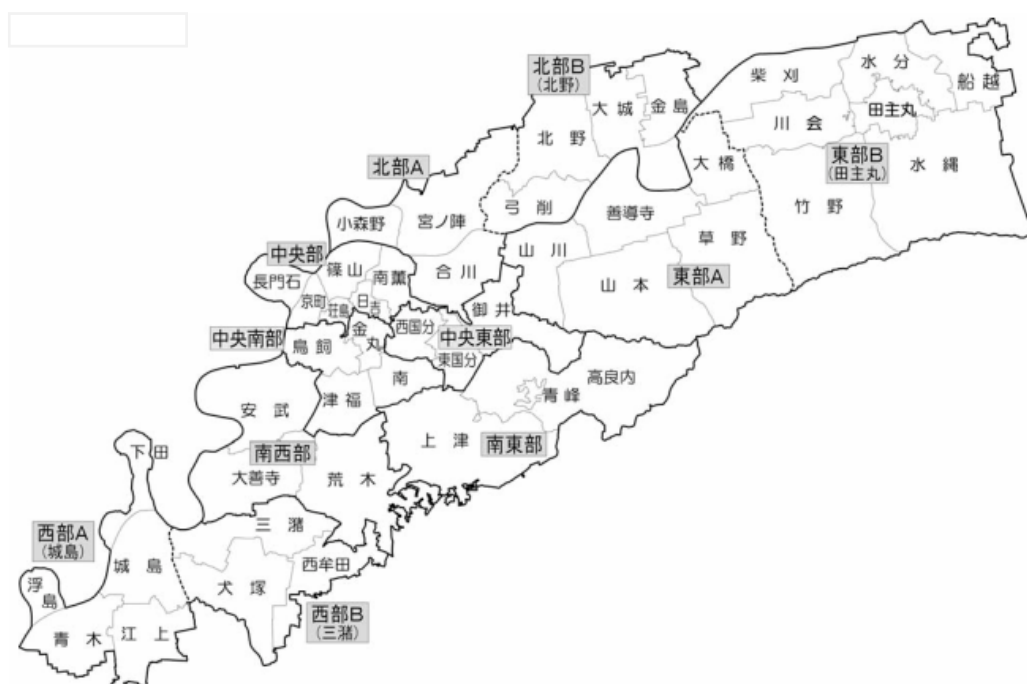 北部B
(北野)
大城
金島
柴刈
水分
船越
田主丸
川会
北野
大橋
東部B
(田主丸)
水縄
竹野
北部A
弓削
善導寺
草野
小森野
宮ノ陣
山川
山本
東部A
中央部
篠山
南薫
合川
長門石
京町
荘島
日吉
御井
中央南部
鳥飼
金丸
西国分
中央東部
東国分
南
高良内
青峰
安武
津福
上津
南東部
下田
南西部
大善寺
荒木
西部A
(城島)
三潴
城島
西牟田
犬塚
浮島
西部B
(三潴)
青木
江上